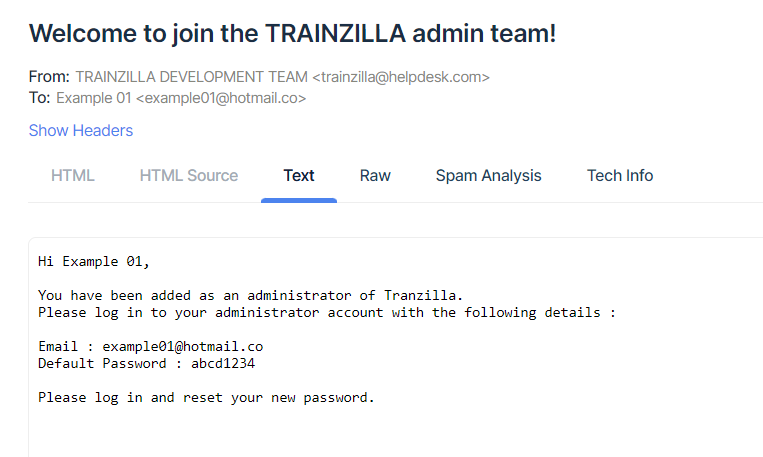 Welcome to join the TRAINZILLA admin team!
From: TRAINZILLA DEVELOPMENT TEAM <trainzilla@helpdesk.com>
To: Example 01 <example01@hotmail.co>
Show Headers
HTML HTML Source Text Raw Spam Analysis Tech Info
Hi Example 01,
You have been added as an administrator of Tranzilla.
Please log in to your administrator account with the following details :
Email : example01@hotmail.co
Default Password : abcd1234
Please log in and reset your new password.